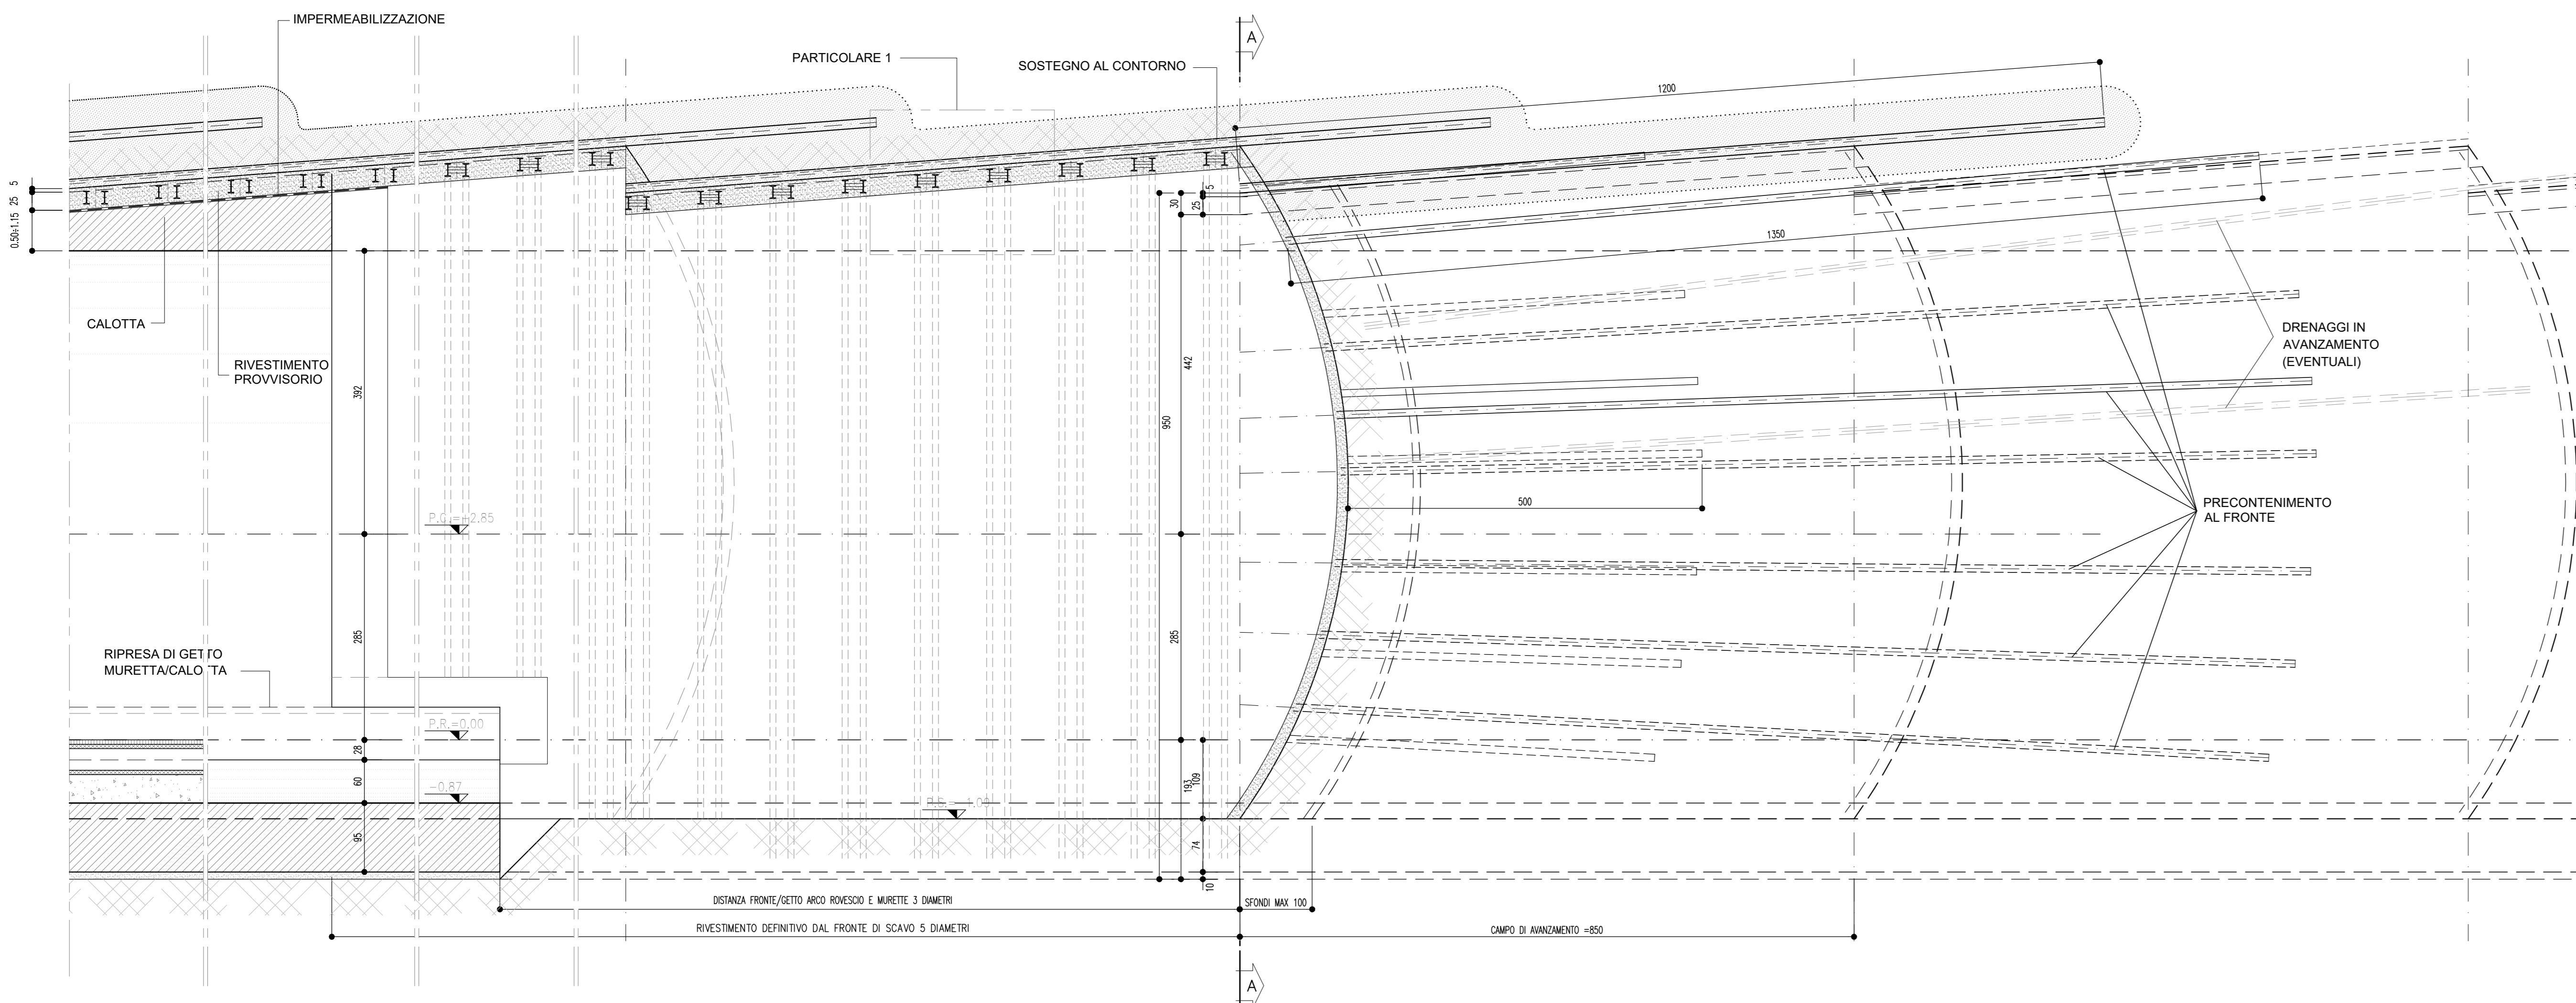 IMPERMEABILIZZAZIONE
A
PARTICOLARE 1
SOSTEGNO AL CONTORNO
1200
5
25
0.50÷1.15
5
30
25
1350
CALOTTA
RIVESTIMENTO
PROVVISORIO
392
442
950
DRENAGGI IN
AVANZAMENTO
(EVENTUALI)
500
PRECONTENIMENTO
AL FRONTE
P.C.=+2.85
285
285
RIPRESA DI GETTO
MURETTA/CALOTTA
P.R.=0.00
28
60
-0.87
95
193
109
74
10
DISTANZA FRONTE/GETTO ARCO ROVESCIO E MURETTE 3 DIAMETRI
SFONDI MAX 100
RIVESTIMENTO DEFINITIVO DAL FRONTE DI SCAVO 5 DIAMETRI
CAMPO DI AVANZAMENTO =850
A